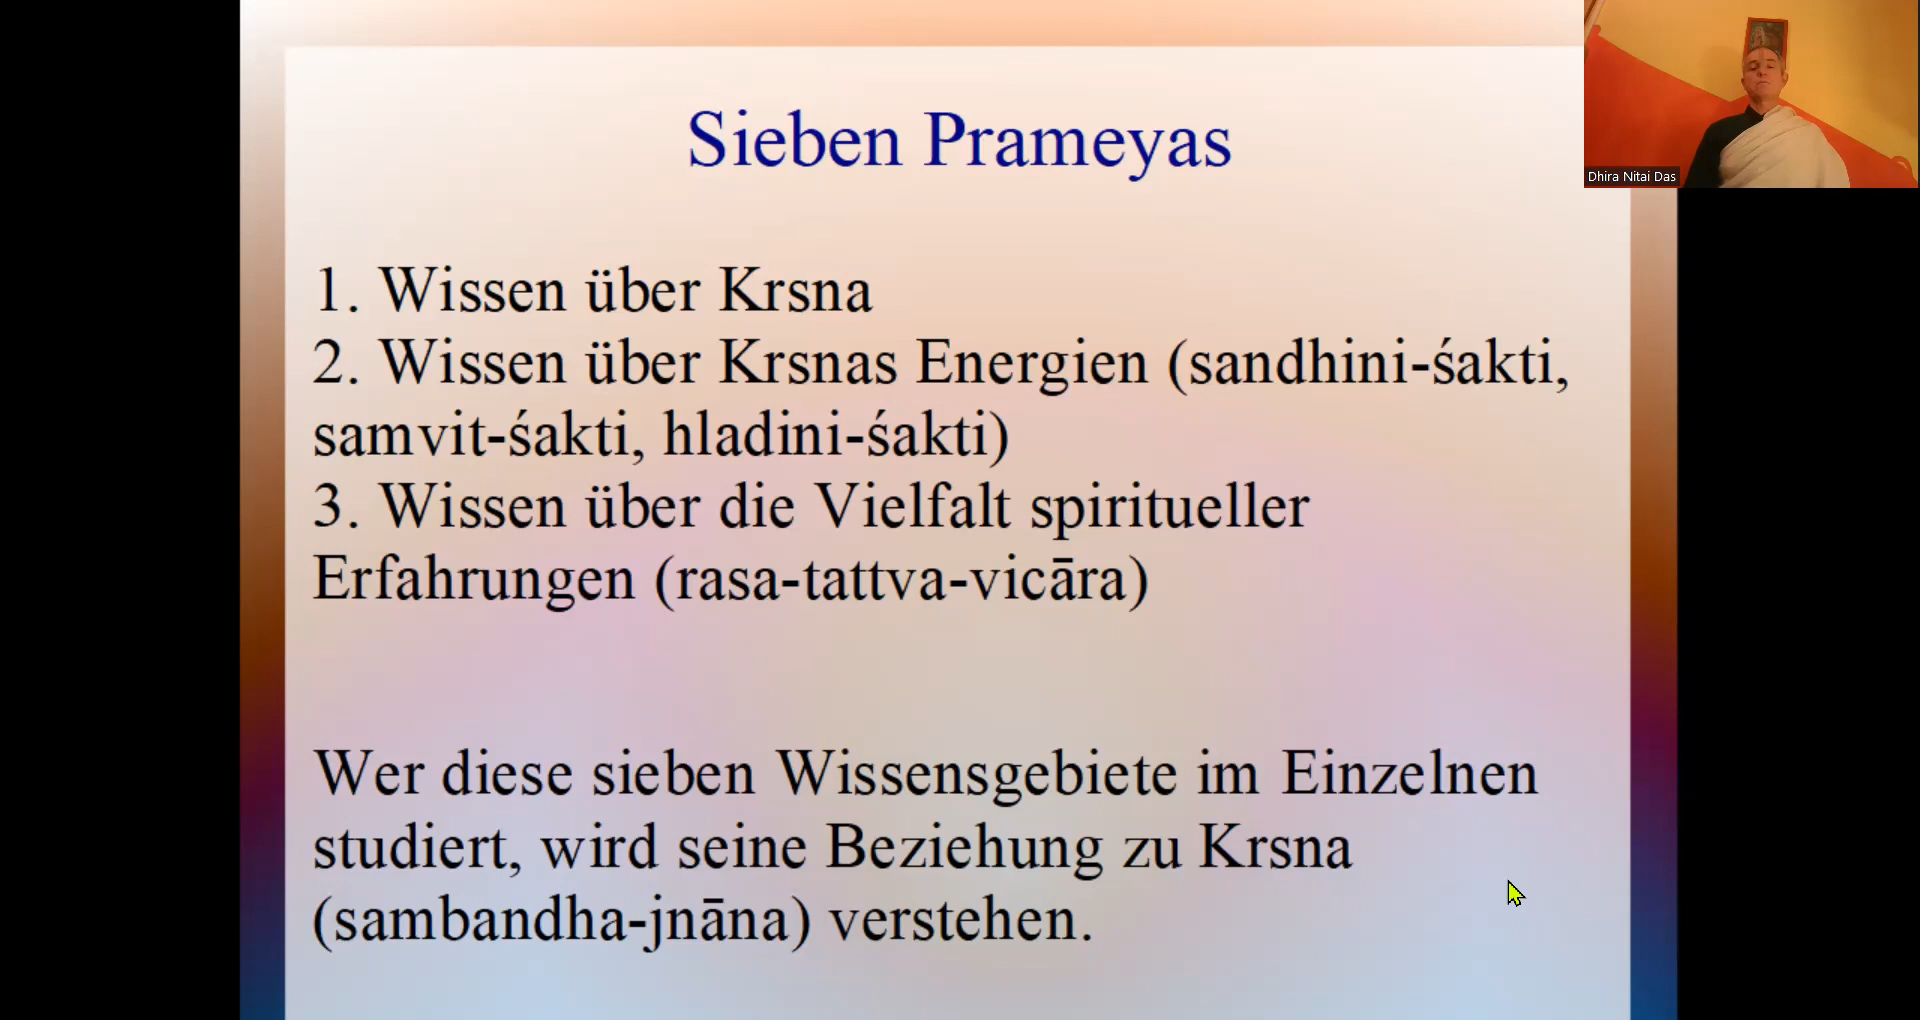 Sieben Prameyas
1. Wissen über Krsna
2. Wissen über Krsnas Energien (sandhini-śakti,
samvit-śakti, hladini-śakti)
3. Wissen über die Vielfalt spiritueller
Erfahrungen (rasa-tattva-vicāra)
Wer diese sieben Wissensgebiete im Einzelnen
studiert, wird seine Beziehung zu Krsna
(sambandha-jnāna) verstehen.
Dhira Nitai Das